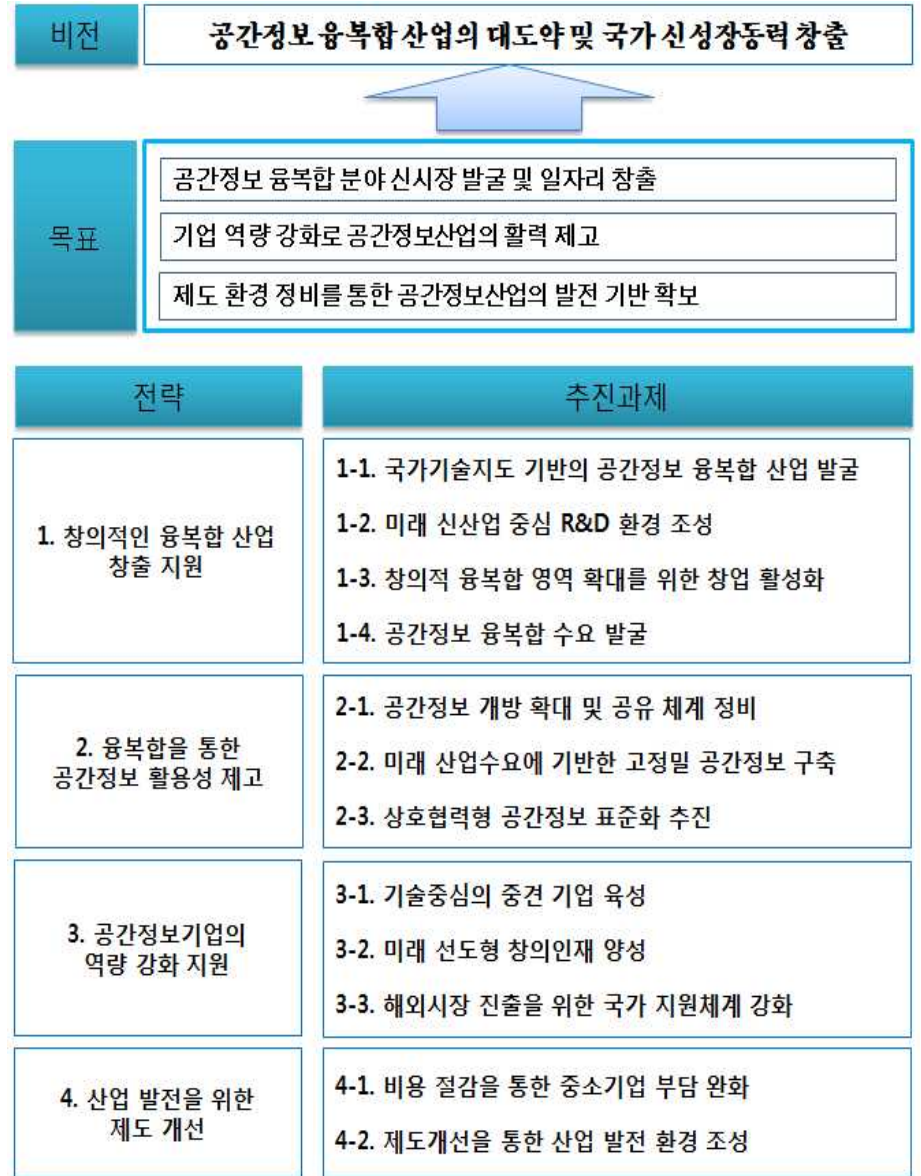 비전
공간정보 융복합 산업의 대도약 및 국가 신성장동력 창출
목표
공간정보 융복합 분야 신시장 발굴 및 일자리 창출
기업 역량 강화로 공간정보산업의 활력 제고
제도 환경 정비를 통한 공간정보산업의 발전 기반 확보
전략
추진과제
1. 창의적인 융복합 산업
창출 지원
1-1. 국가기술지도 기반의 공간정보 융복합 산업 발굴
1-2. 미래 신산업 중심 R&D 환경 조성
1-3. 창의적 융복합 영역 확대를 위한 창업 활성화
1-4. 공간정보 융복합 수요 발굴
2. 융복합을 통한
공간정보 활용성 제고
2-1. 공간정보 개방 확대 및 공유 체계 정비
2-2. 미래 산업수요에 기반한 고정밀 공간정보 구축
2-3. 상호협력형 공간정보 표준화 추진
3. 공간정보기업의
역량 강화 지원
3-1. 기술중심의 중견 기업 육성
3-2. 미래 선도형 창의인재 양성
3-3. 해외시장 진출을 위한 국가 지원체계 강화
4. 산업 발전을 위한
제도 개선
4-1. 비용 절감을 통한 중소기업 부담 완화
4-2. 제도개선을 통한 산업 발전 환경 조성